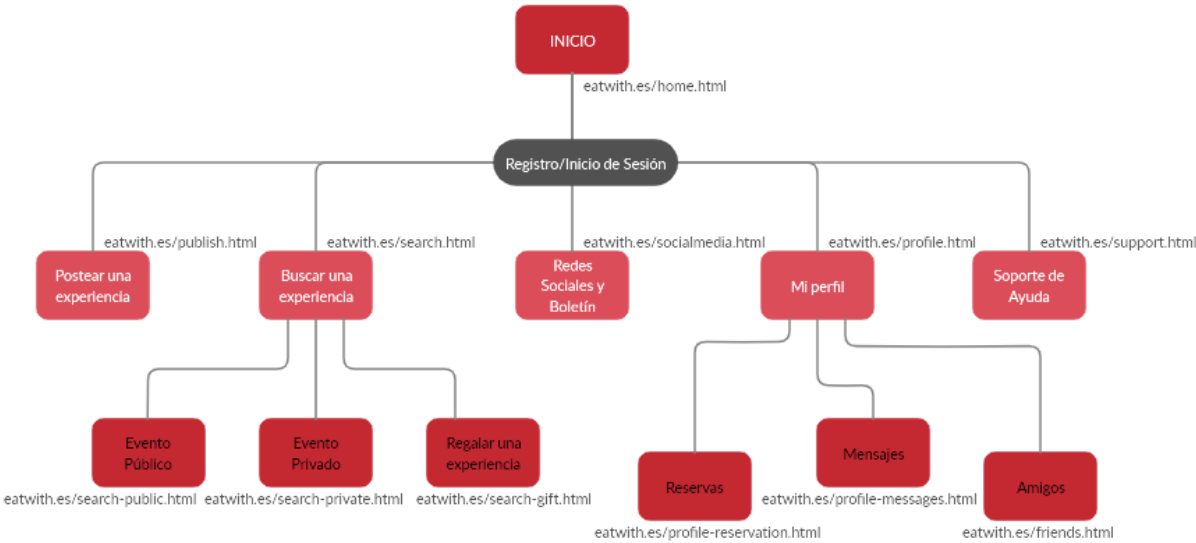 INICIO
eatwith.es/home.html
Registro/Inicio de Sesión
eatwith.es/publish.html
eatwith.es/search.html
eatwith.es/socialmedia.html
eatwith.es/profile.html
eatwith.es/support.html
Postear una
experiencia
Buscar una
experiencia
Redes
Sociales y
Boletín
Mi perfil
Soporte de
Ayuda
Evento
Público
Evento
Privado
Regalar una
experiencia
eatwith.es/search-public.html
eatwith.es/search-private.html
eatwith.es/search-gift.html
Reservas
Mensajes
Amigos
eatwith.es/profile-messages.html
eatwith.es/profile-reservation.html
eatwith.es/friends.html